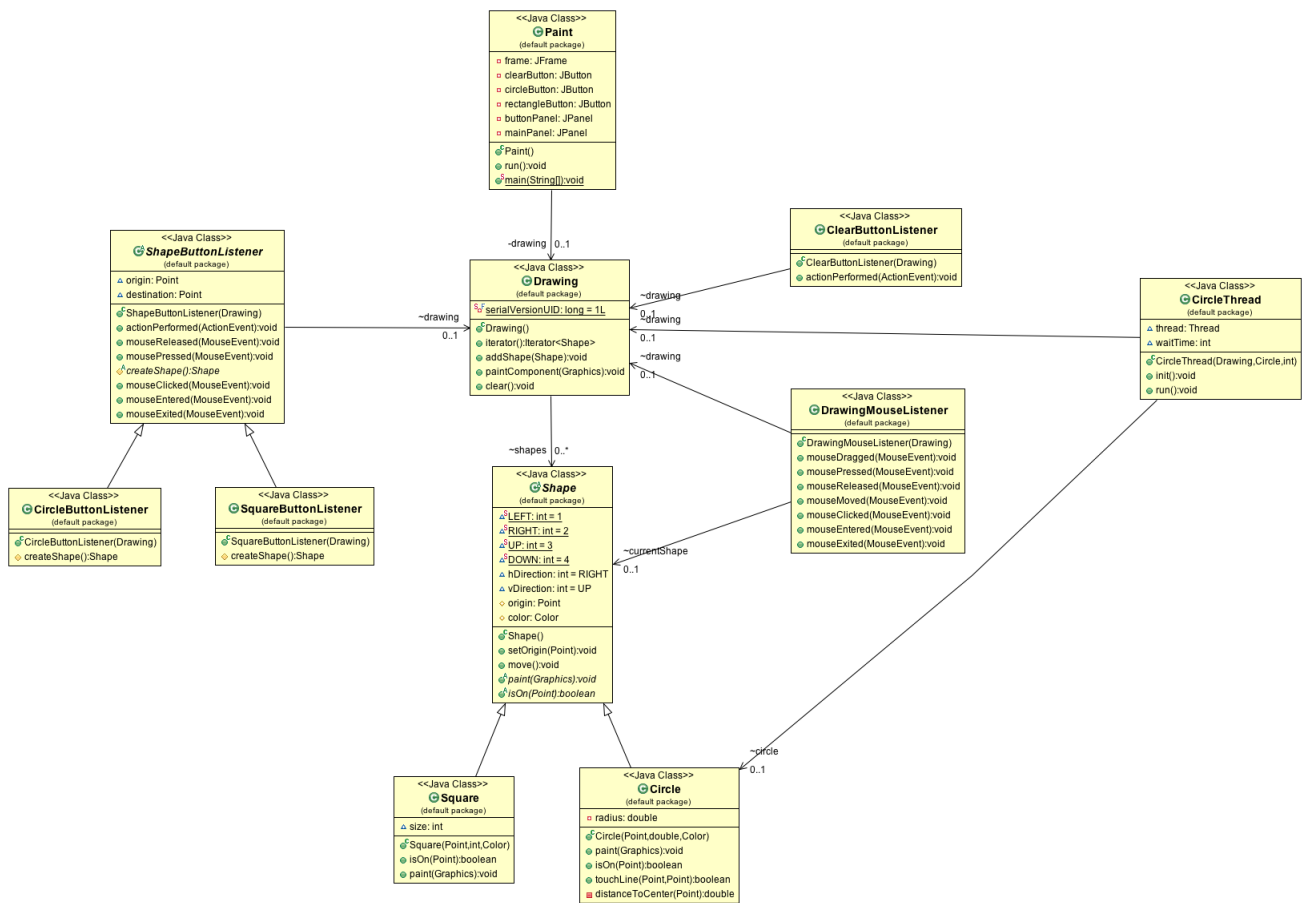 <<Java Class>>
Paint
(default package)
frame: JFrame
clearButton: JButton
circleButton: JButton
rectangleButton: JButton
buttonPanel: JPanel
mainPanel: JPanel
Paint()
run():void
main(String[]):void
-drawing 0..1
<<Java Class>>
ShapeButtonListener
(default package)
origin: Point
destination: Point
ShapeButtonListener(Drawing)
actionPerformed(ActionEvent):void
mouseReleased(MouseEvent):void
mousePressed(MouseEvent):void
createShape():Shape
mouseClicked(MouseEvent):void
mouseEntered(MouseEvent):void
mouseExited(MouseEvent):void
~drawing
0..1
<<Java Class>>
Drawing
(default package)
serialVersionUID: long = 1L
Drawing()
iterator():Iterator<Shape>
addShape(Shape):void
paintComponent(Graphics):void
clear():void
<<Java Class>>
ClearButtonListener
(default package)
ClearButtonListener(Drawing)
actionPerformed(ActionEvent):void
~drawing
0..1
~drawing
0..1
~drawing
0..1
<<Java Class>>
CircleThread
(default package)
thread: Thread
waitTime: int
CircleThread(Drawing,Circle,int)
init():void
run():void
<<Java Class>>
DrawingMouseListener
(default package)
DrawingMouseListener(Drawing)
mouseDragged(MouseEvent):void
mousePressed(MouseEvent):void
mouseReleased(MouseEvent):void
mouseMoved(MouseEvent):void
mouseClicked(MouseEvent):void
mouseEntered(MouseEvent):void
mouseExited(MouseEvent):void
~shapes 0..*
<<Java Class>>
CircleButtonListener
(default package)
CircleButtonListener(Drawing)
createShape():Shape
<<Java Class>>
SquareButtonListener
(default package)
SquareButtonListener(Drawing)
createShape():Shape
<<Java Class>>
Shape
(default package)
LEFT: int = 1
RIGHT: int = 2
UP: int = 3
DOWN: int = 4
hDirection: int = RIGHT
vDirection: int = UP
origin: Point
color: Color
Shape()
setOrigin(Point):void
move():void
paint(Graphics):void
isOn(Point):boolean
~currentShape
0..1
~circle
0..1
<<Java Class>>
Square
(default package)
size: int
Square(Point,int,Color)
isOn(Point):boolean
paint(Graphics):void
<<Java Class>>
Circle
(default package)
radius: double
Circle(Point,double,Color)
paint(Graphics):void
isOn(Point):boolean
touchLine(Point,Point):boolean
distanceToCenter(Point):double